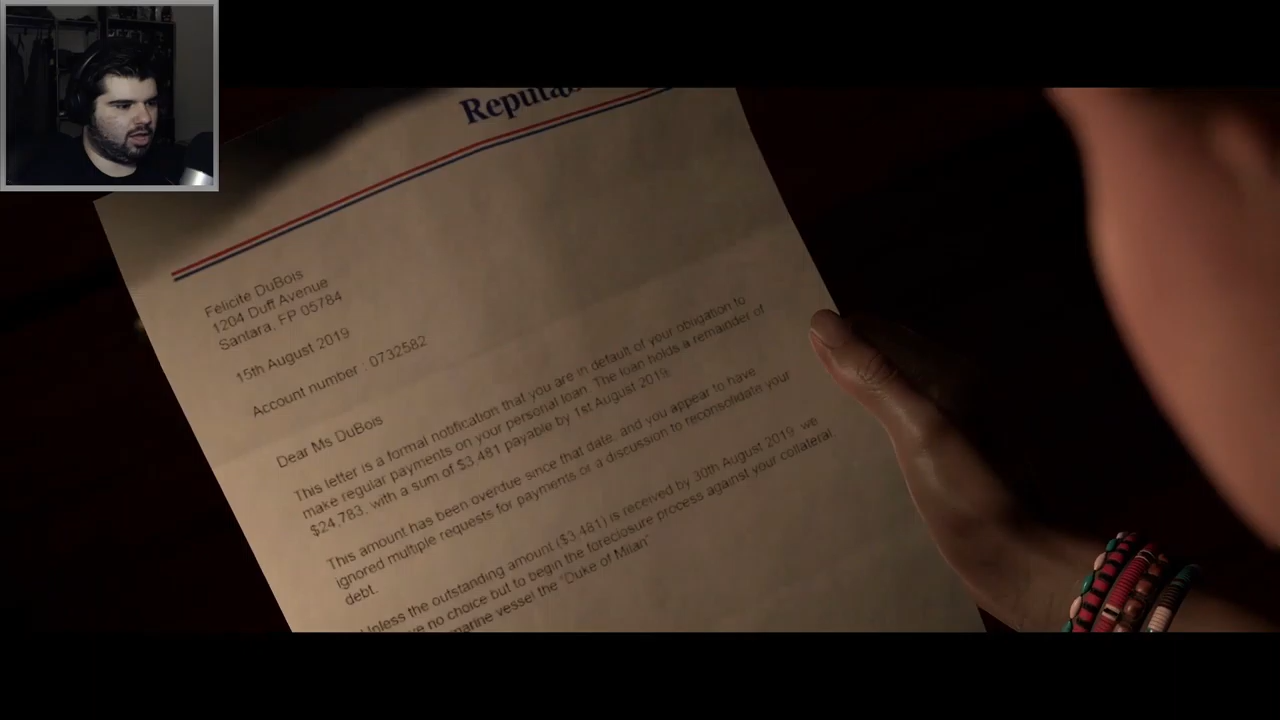 Félicité DuBois
1204 Duff Avenue
Santara, FP 05784
15th August 2019
Account number : 0732582
Dear Ms DuBois
This letter is a formal notification that you are in default of your obligation to
make regular payments on your personal loan. The loan holds a remainder of
$24,783, with a sum of $3,481 payable by 1st August 2019.
This amount has been overdue since that date, and you appear to have
ignored multiple requests for payments or a discussion to reconsolidate your
debt.
Unless the outstanding amount ($3,481) is received by 30th August 2019, we
no choice but to begin the foreclosure process against your collateral,
vessel the "Duke of Milan"